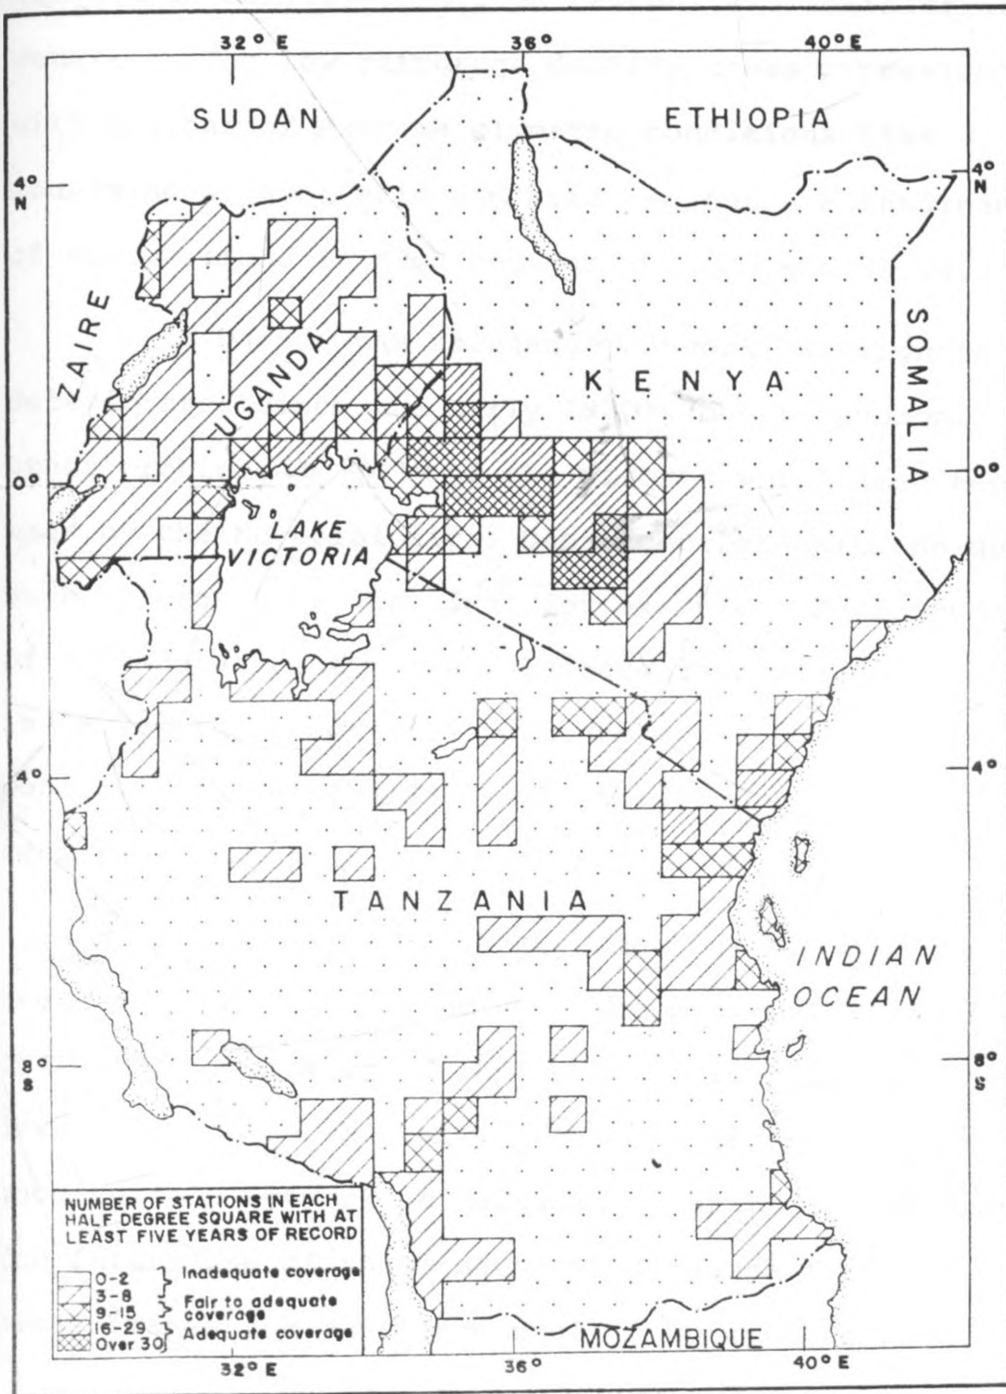 32°E 36° 40°E
SUDAN
ETHIOPIA
4°
N
4°
N
ZAIRE
UGANDA
KENYA
SOMALIA
0°
0°
LAKE
VICTORIA
4°
4°
TANZANIA
INDIAN
OCEAN
8°
S
8°
S
NUMBER OF STATIONS IN EACH
HALF DEGREE SQUARE WITH AT
LEAST FIVE YEARS OF RECORD
0-2
3-8
Inadequate coverage
9-15
Fair to adequate
coverage
16-29
Over 30
Adequate coverage
MOZAMBIQUE
32°E 36° 40°E